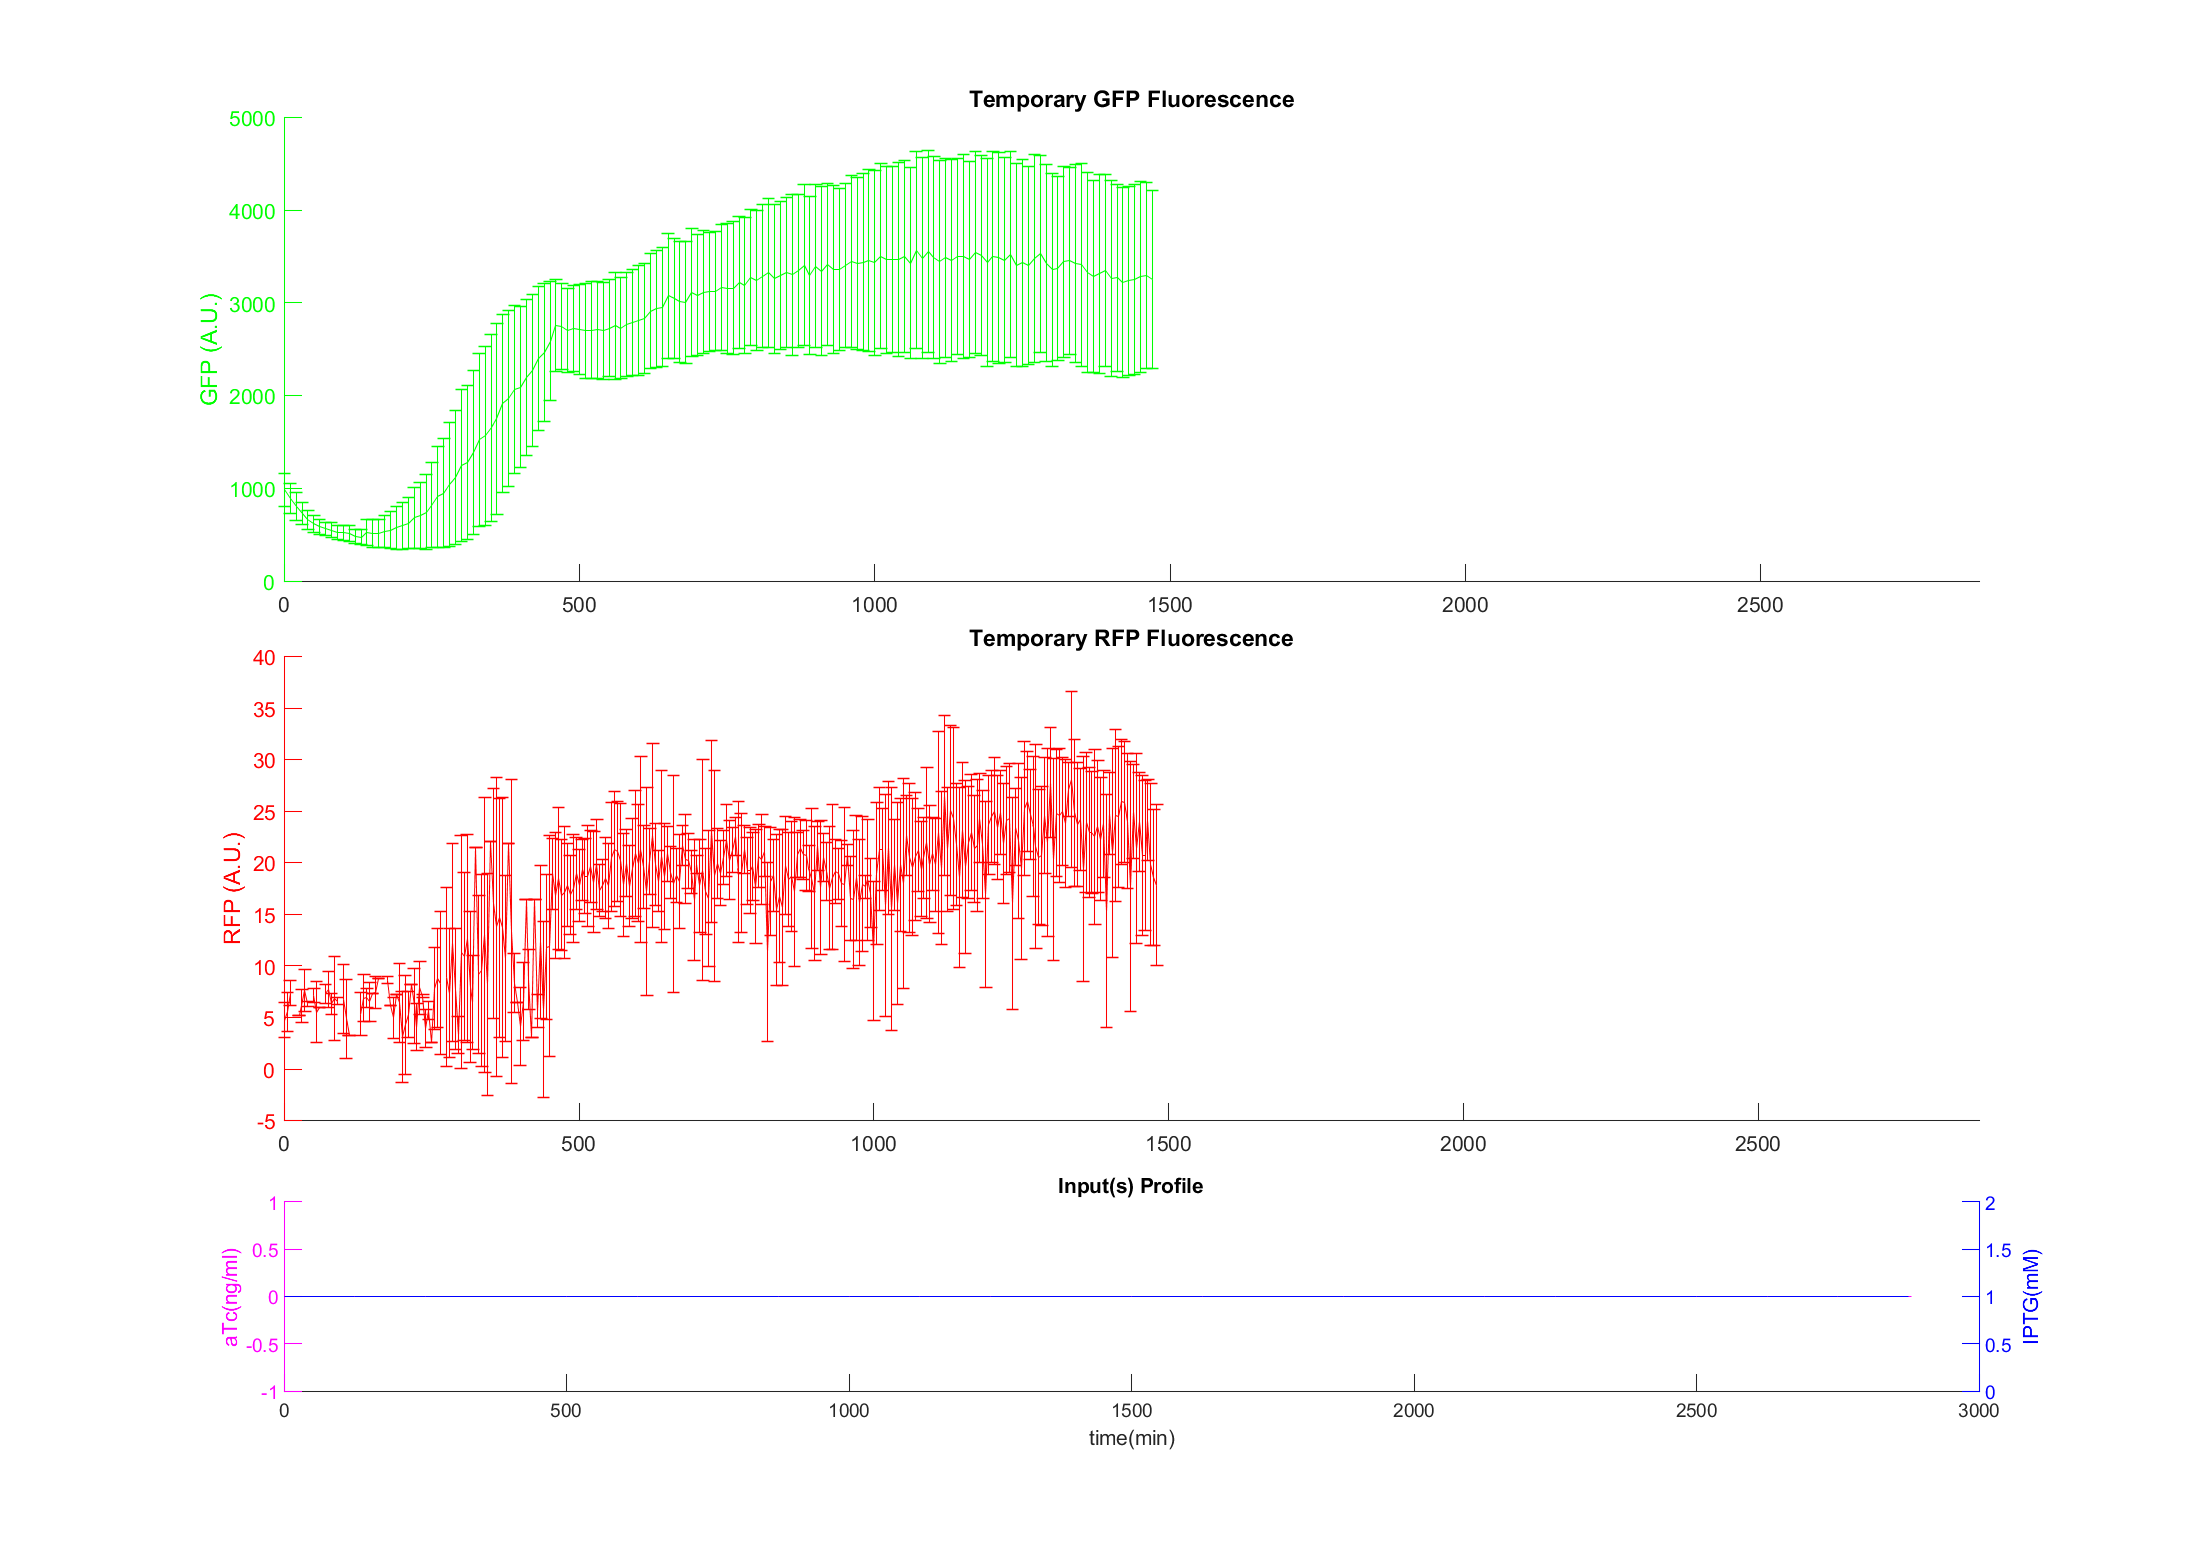 Temporary GFP Fluorescence
5000
4000
3000
2000
1000
0
GFP (A.U.)
0 500 1000 1500 2000 2500
Temporary RFP Fluorescence
40
35
30
25
20
15
10
5
0
-5
RFP (A.U.)
0 500 1000 1500 2000 2500
Input(s) Profile
1
0.5
0
-0.5
-1
aTc(ng/ml)
2
1.5
1
0.5
0
IPTG(mM)
0 500 1000 1500 2000 2500 3000
time(min)